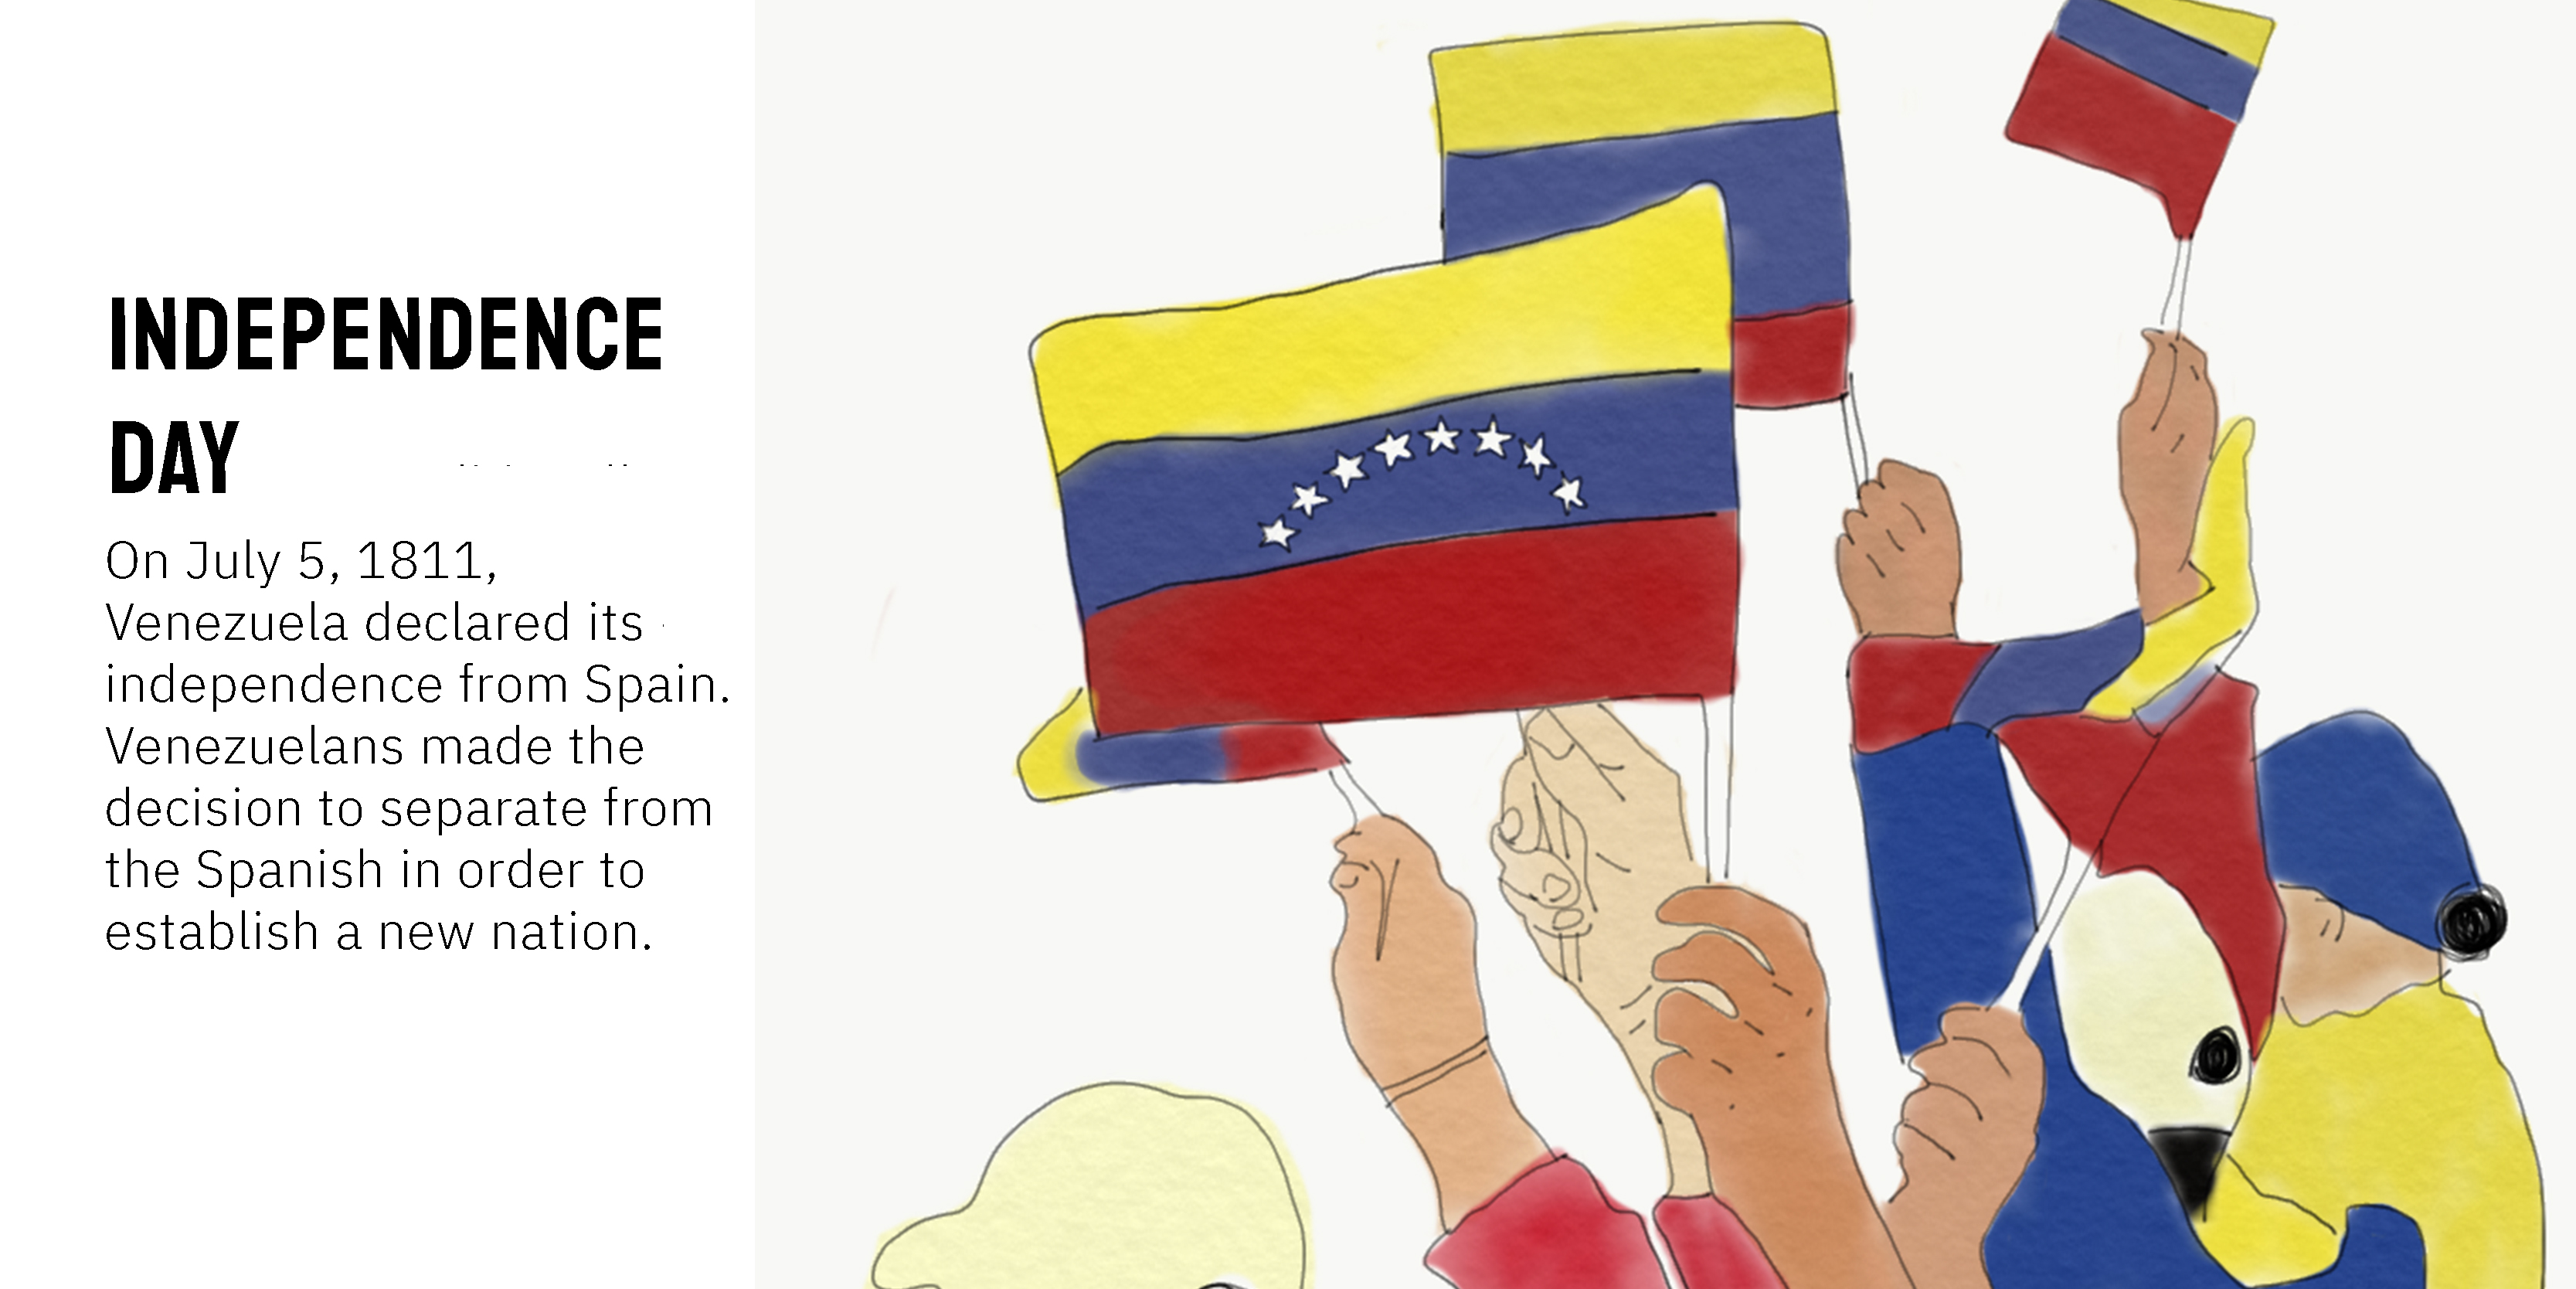 INDEPENDENCE
DAY
On July 5, 1811,
Venezuela declared its
independence from Spain.
Venezuelans made the
decision to separate from
the Spanish in order to
establish a new nation.